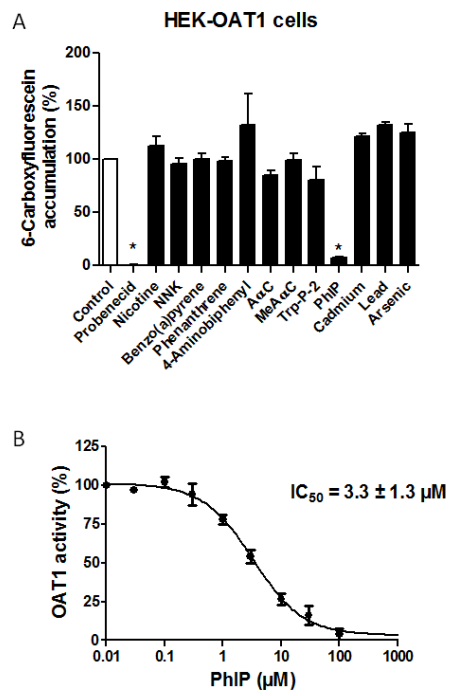 A
HEK-OAT1 cells
6-Carboxyfluorescein
accumulation (%)
200
150
100
50
0
*
*
Control
Probenecid
Nicotine
NNK
Benzo(a)pyrene
Phenanthrene
4-Aminobiphenyl
AαC
MeAαC
Trp-P-2
PhIP
Cadmium
Lead
Arsenic
B
OAT1 activity (%)
125
100
75
50
25
0
IC50 = 3.3 ± 1.3 µM
0.01 0.1 1 10 100 1000
PhIP (µM)